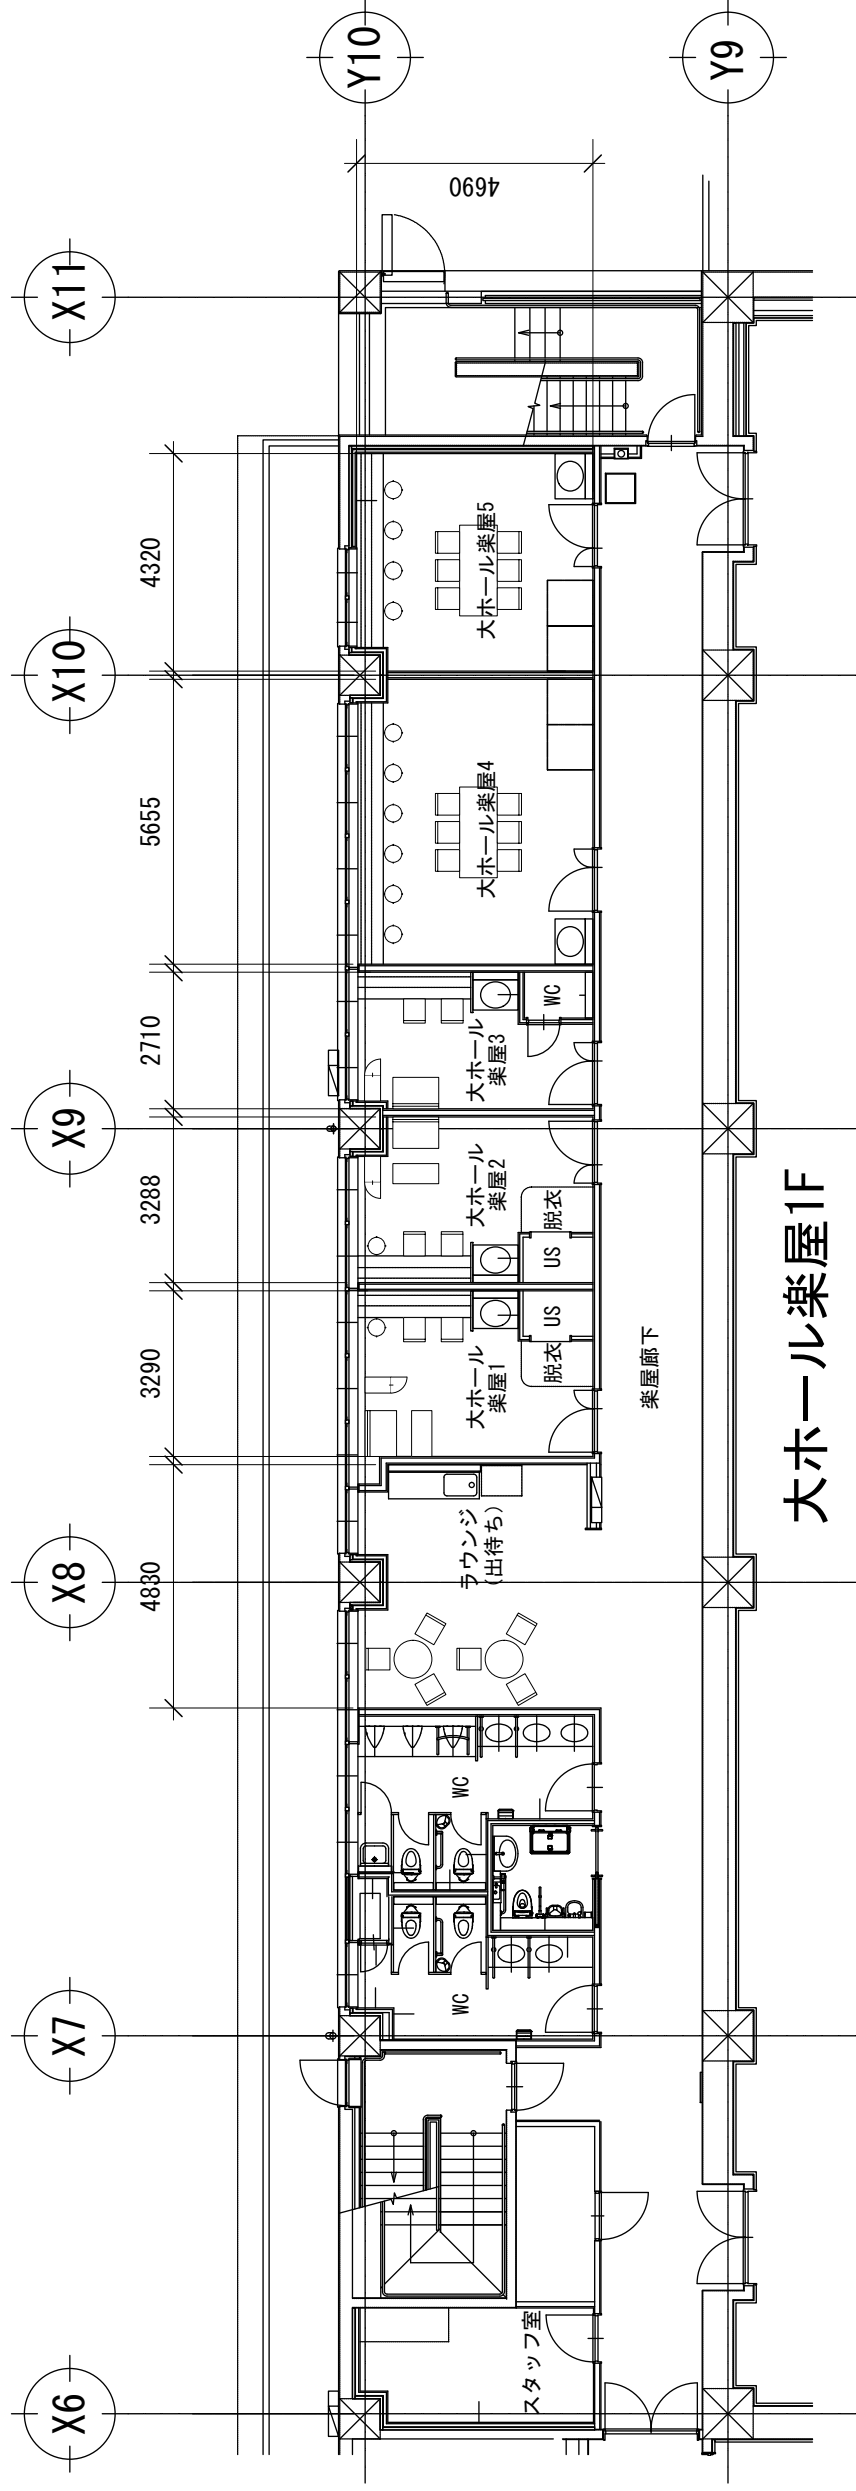 X6
X7
X8
X9
X10
X11
Y10
Y9
4830
3290
3288
2710
5655
4320
4690
スタッフ室
WC
WC
ラウンジ
(出待ち)
大ホール
楽屋1
脱衣
US
大ホール
楽屋2
US
脱衣
大ホール
楽屋3
WC
大ホール楽屋4
大ホール楽屋5
楽屋廊下
大ホール楽屋1F